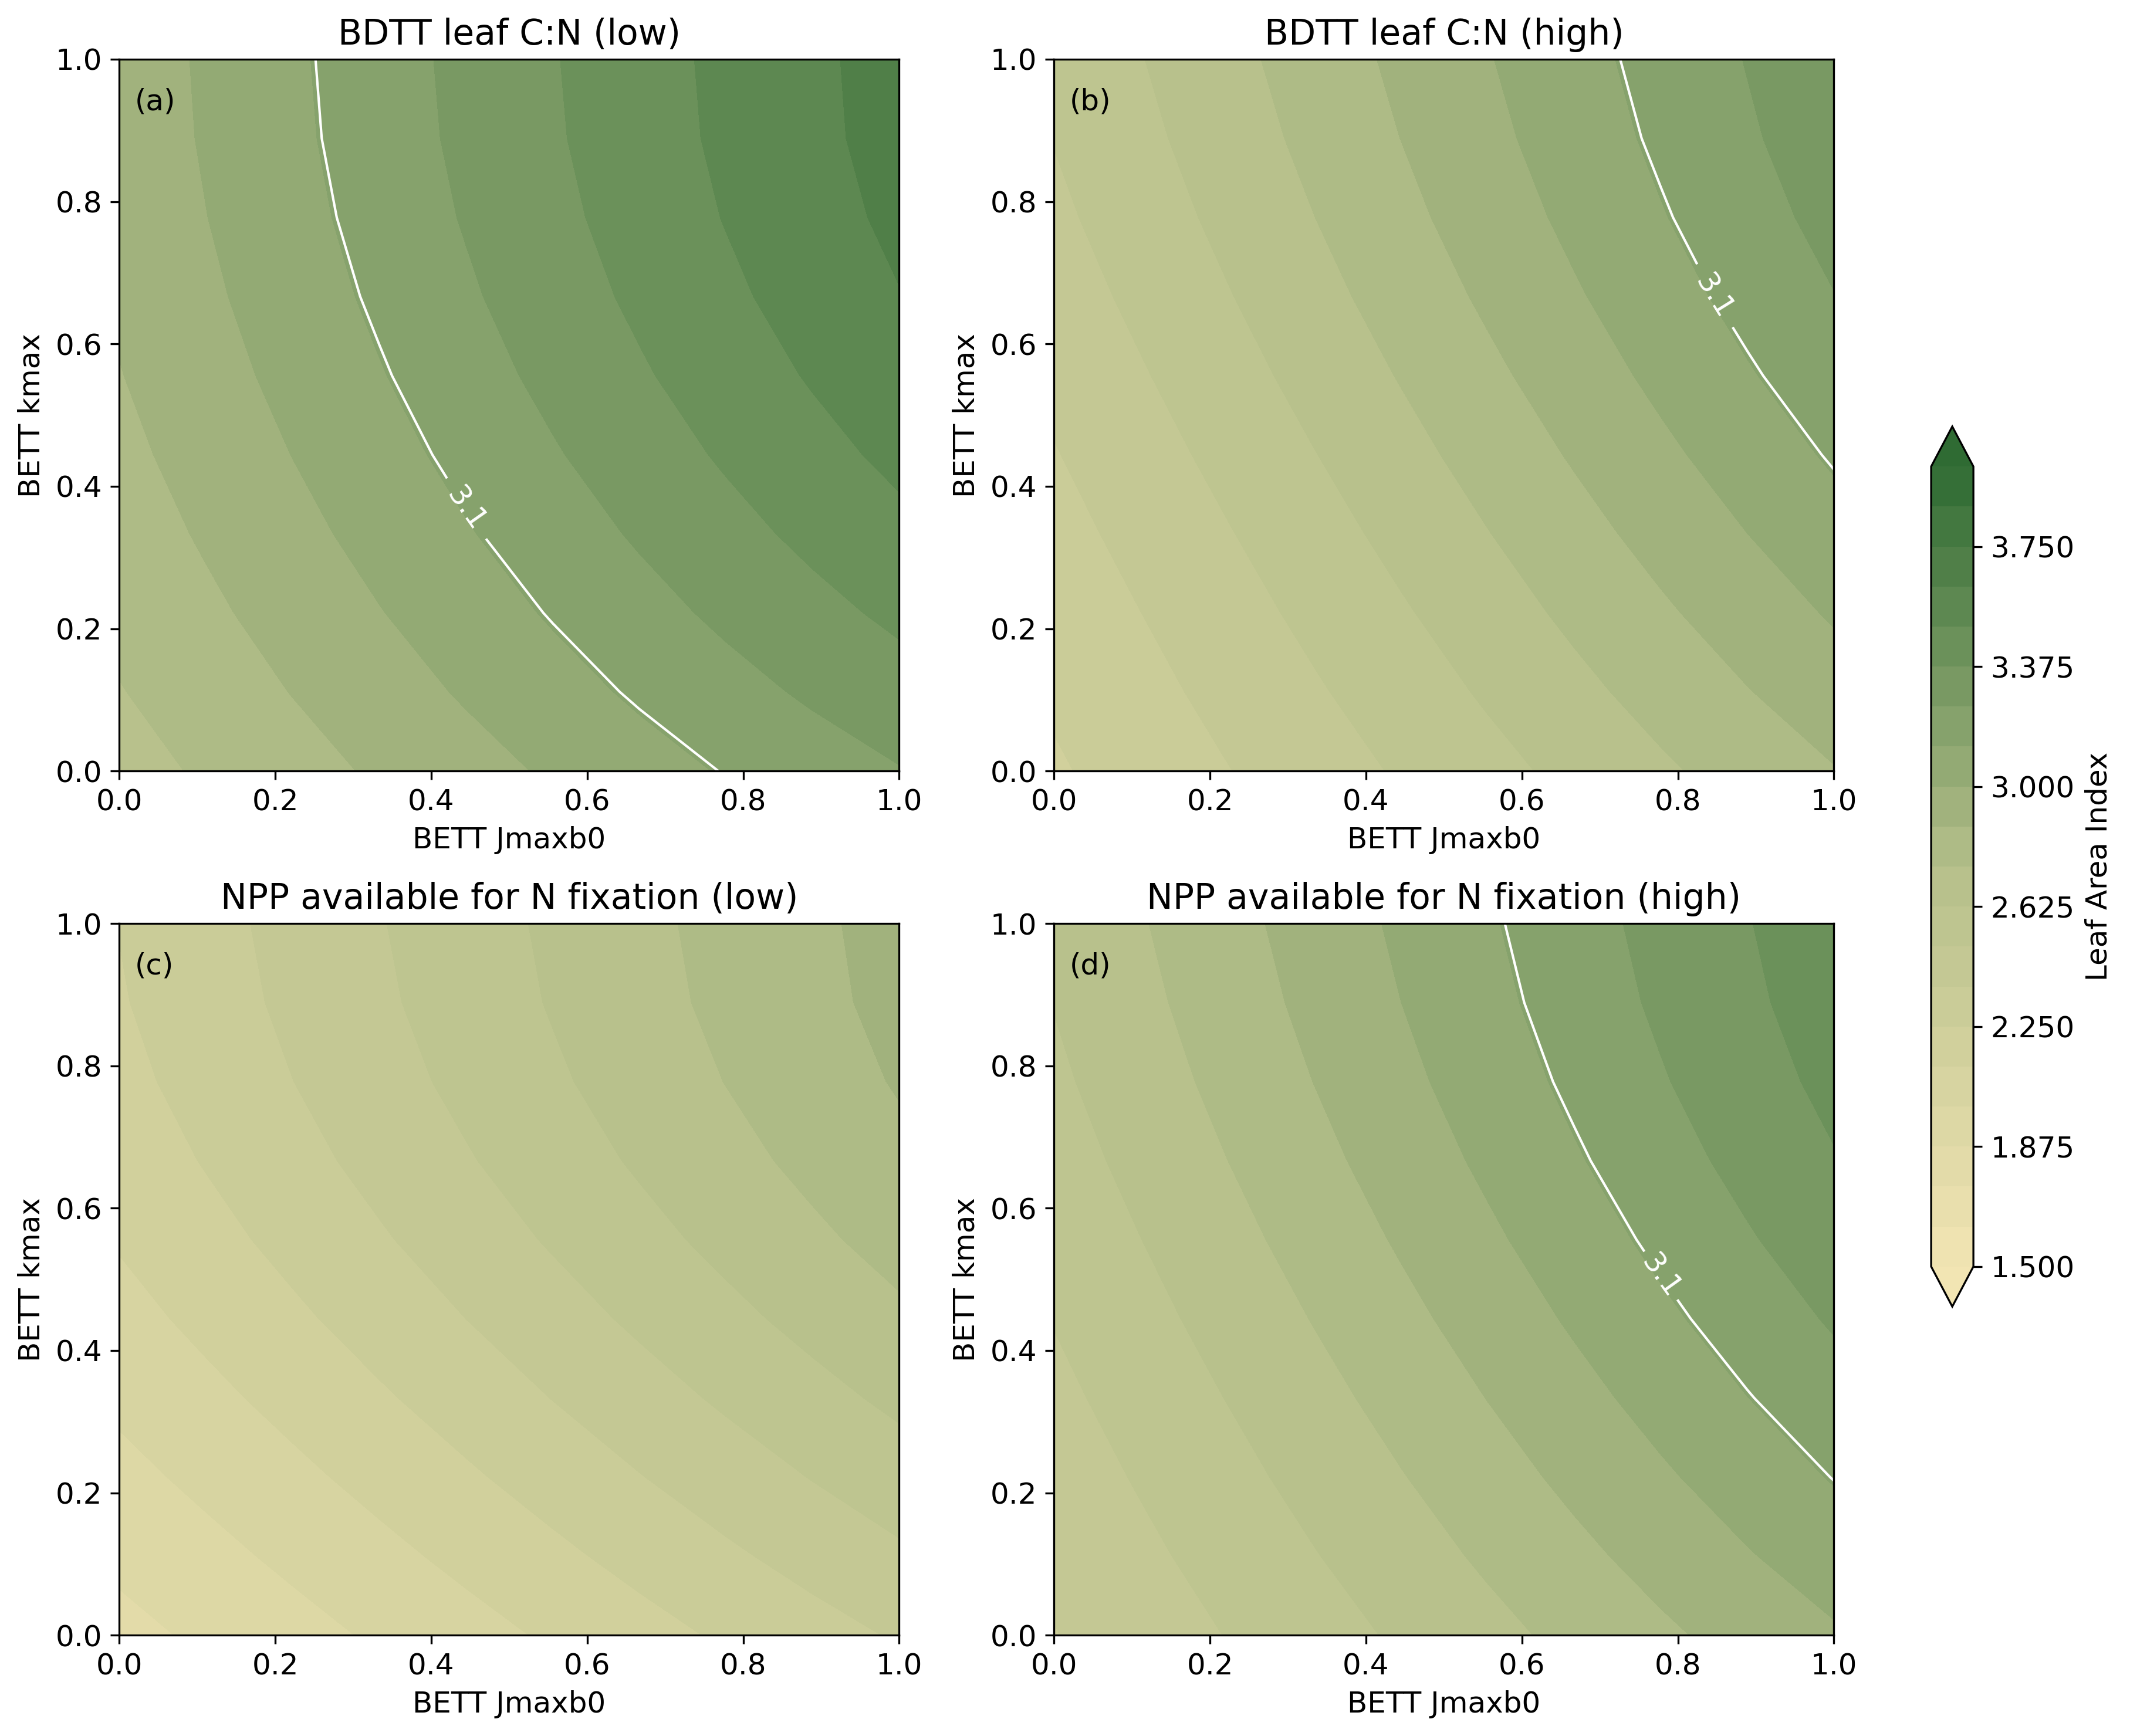 BDTT leaf C:N (low)
(a)
1.0
0.8
0.6
0.4
0.2
0.0
BETT kmax
3.1
0.0 0.2 0.4 0.6 0.8 1.0
BETT Jmaxb0
BDTT leaf C:N (high)
(b)
1.0
0.8
0.6
0.4
0.2
0.0
BETT kmax
3.1
0.0 0.2 0.4 0.6 0.8 1.0
BETT Jmaxb0
NPP available for N fixation (low)
(c)
1.0
0.8
0.6
0.4
0.2
0.0
BETT kmax
0.0 0.2 0.4 0.6 0.8 1.0
BETT Jmaxb0
NPP available for N fixation (high)
(d)
1.0
0.8
0.6
0.4
0.2
0.0
BETT kmax
3.1
0.0 0.2 0.4 0.6 0.8 1.0
BETT Jmaxb0
3.750
3.375
3.000
2.625
2.250
1.875
1.500
Leaf Area Index